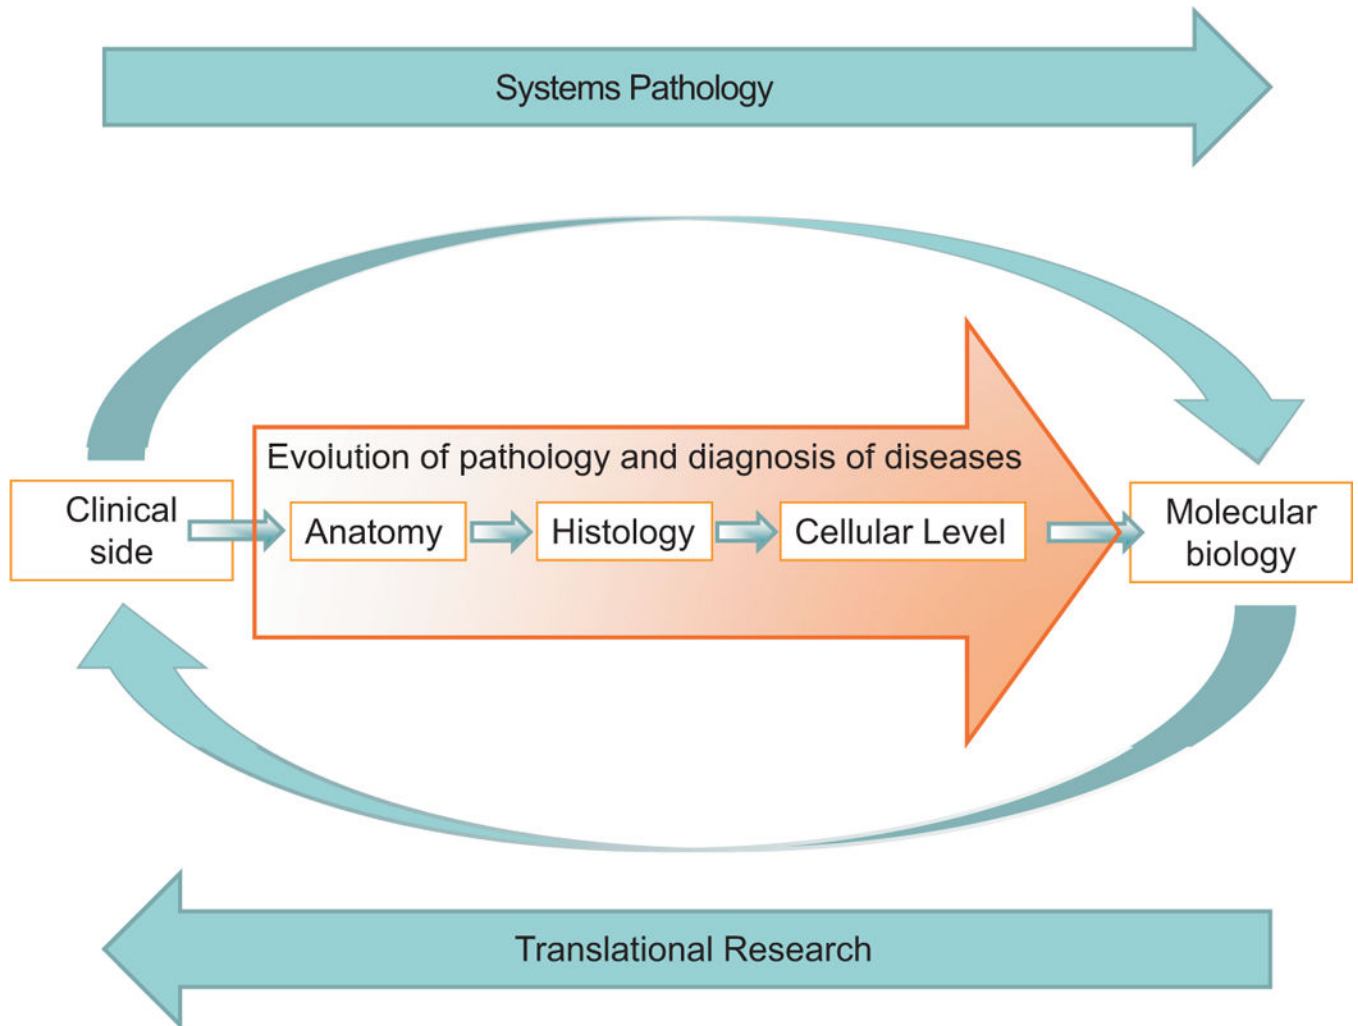 Systems Pathology
Evolution of pathology and diagnosis of diseases
Clinical
side
Anatomy
Histology
Cellular Level
Molecular
biology
Translational Research